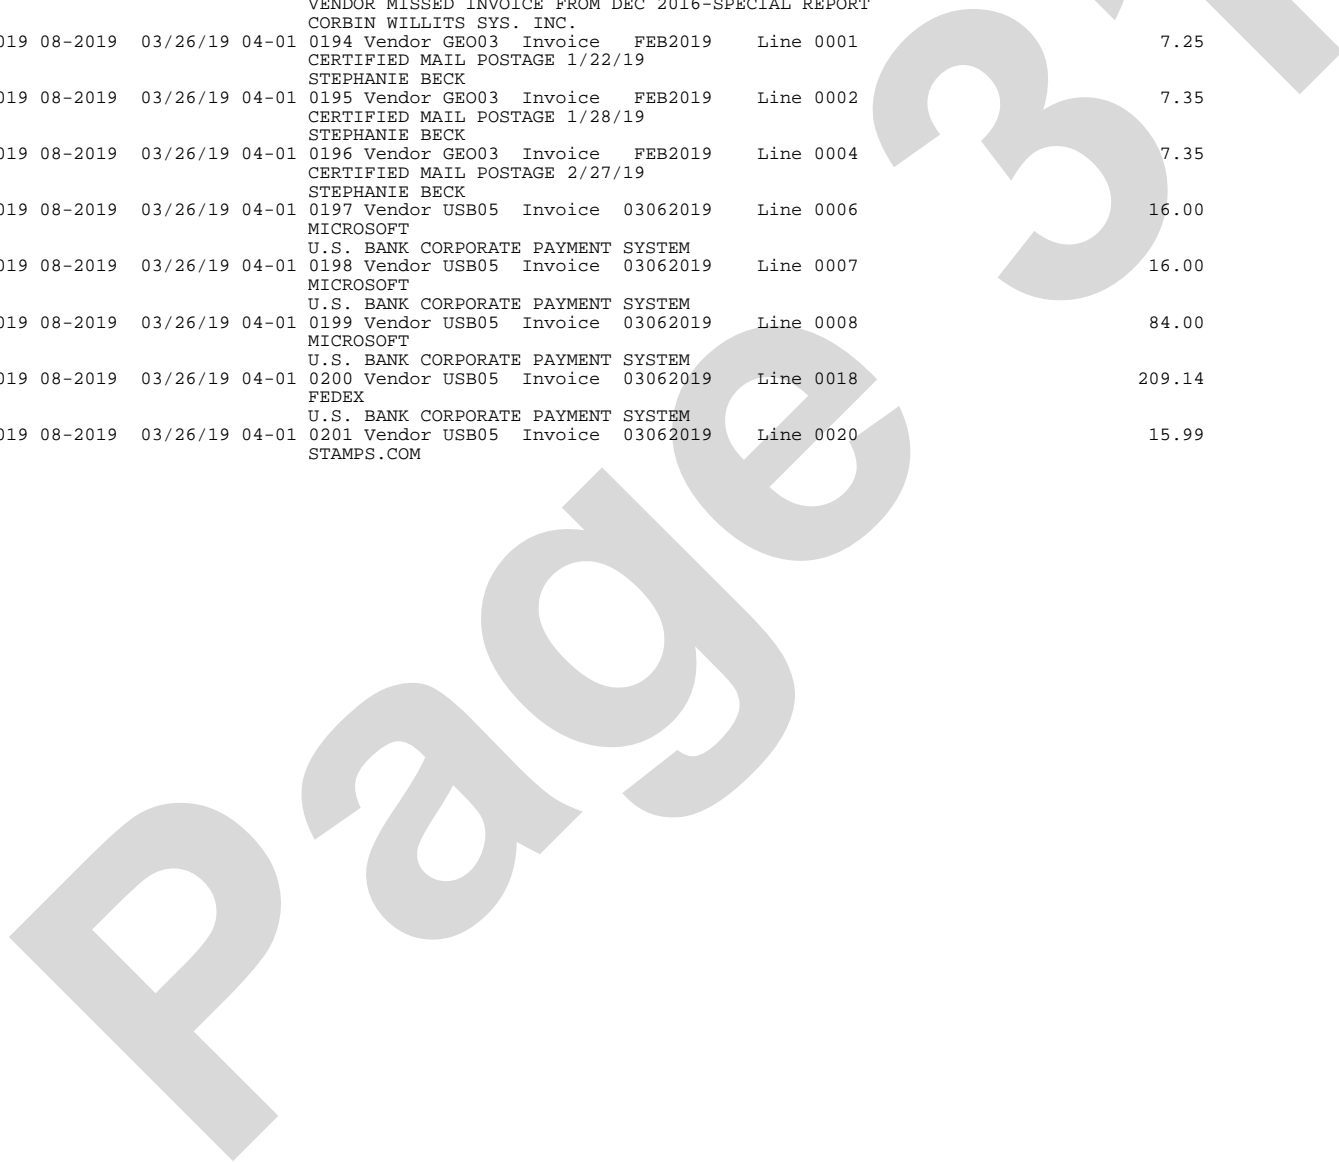 VENDOR MISSED INVOICE FROM DEC 2016-SPECIAL REPORT
CORBIN WILLITS SYS. INC.
019 08-2019 03/26/19 04-01 0194 Vendor GEO03 Invoice FEB2019 Line 0001 7.25
CERTIFIED MAIL POSTAGE 1/22/19
STEPHANIE BECK
019 08-2019 03/26/19 04-01 0195 Vendor GEO03 Invoice FEB2019 Line 0002 7.35
CERTIFIED MAIL POSTAGE 1/28/19
STEPHANIE BECK
019 08-2019 03/26/19 04-01 0196 Vendor GEO03 Invoice FEB2019 Line 0004 7.35
CERTIFIED MAIL POSTAGE 2/27/19
STEPHANIE BECK
019 08-2019 03/26/19 04-01 0197 Vendor USB05 Invoice 03062019 Line 0006 16.00
MICROSOFT
U.S. BANK CORPORATE PAYMENT SYSTEM
019 08-2019 03/26/19 04-01 0198 Vendor USB05 Invoice 03062019 Line 0007 16.00
MICROSOFT
U.S. BANK CORPORATE PAYMENT SYSTEM
019 08-2019 03/26/19 04-01 0199 Vendor USB05 Invoice 03062019 Line 0008 84.00
MICROSOFT
U.S. BANK CORPORATE PAYMENT SYSTEM
019 08-2019 03/26/19 04-01 0200 Vendor USB05 Invoice 03062019 Line 0018 209.14
FEDEX
U.S. BANK CORPORATE PAYMENT SYSTEM
019 08-2019 03/26/19 04-01 0201 Vendor USB05 Invoice 03062019 Line 0020 15.99
STAMPS.COM
Page 3